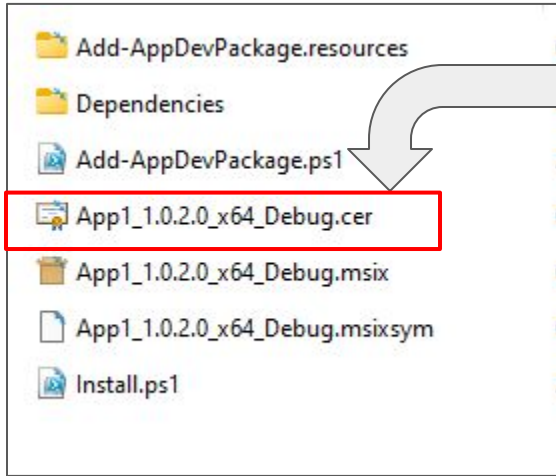 Add-AppDevPackage.resources
Dependencies
Add-AppDevPackage.ps1
App1_1.0.2.0_x64_Debug.cer
App1_1.0.2.0_x64_Debug.msix
App1_1.0.2.0_x64_Debug.msixsym
Install.ps1